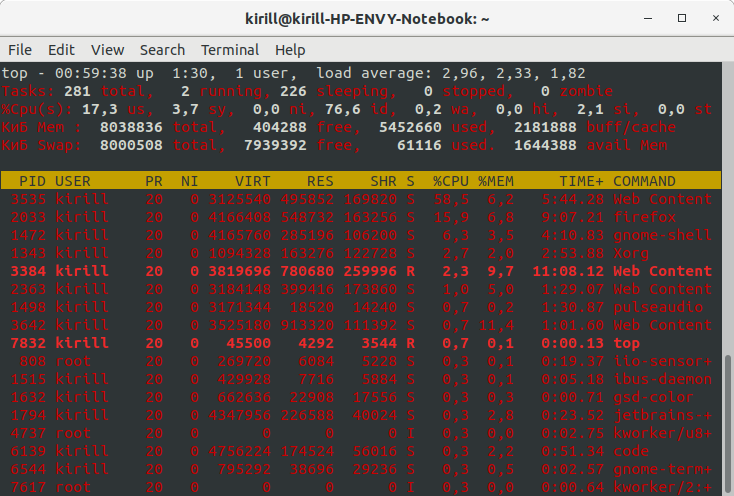 kirill@kirill-HP-ENVY-Notebook: ~
File Edit View Search Terminal Help
top - 00:59:38 up  1:30,  1 user,  load average: 2,96, 2,33, 1,82
Tasks: 281 total,   2 running, 226 sleeping,   0 stopped,   0 zombie
%Cpu(s): 17,3 us,  3,7 sy,  0,0 ni, 76,6 id,  0,2 wa,  0,0 hi,  2,1 si,  0,0 st
КиБ Mem :  8038836 total,   404288 free,  5452660 used,  2181888 buff/cache
КиБ Swap:  8000508 total,  7939392 free,    61116 used.  1644388 avail Mem
PID USER PR NI VIRT RES SHR S %CPU %MEM TIME+ COMMAND
3535 kirill 20 0 3125540 495852 169820 S 58,5 6,2 5:44.28 Web Content
2033 kirill 20 0 4166408 548732 163256 S 15,9 6,8 9:07.21 firefox
1472 kirill 20 0 4165760 285196 106200 S 6,3 3,5 4:10.83 gnome-shell
1343 kirill 20 0 1094328 163276 122728 S 2,7 2,0 2:53.88 Xorg
3384 kirill 20 0 3819696 780680 259996 R 2,3 9,7 11:08.12 Web Content
2363 kirill 20 0 3184148 399416 173860 S 1,0 5,0 1:29.07 Web Content
1498 kirill 20 0 3171344 18520 14240 S 0,7 0,2 1:30.87 pulseaudio
3642 kirill 20 0 3525180 913320 111392 S 0,7 11,4 1:01.60 Web Content
7832 kirill 20 0 45500 4292 3544 R 0,7 0,1 0:00.13 top
808 root 20 0 269720 6084 5228 S 0,3 0,1 0:19.37 iio-sensor+
1515 kirill 20 0 429928 7716 5884 S 0,3 0,1 0:05.18 ibus-daemon
1632 kirill 20 0 662636 22908 17556 S 0,3 0,3 0:00.71 gsd-color
1794 kirill 20 0 4347956 226588 40024 S 0,3 2,8 0:23.52 jetbrains-+
4737 root 20 0 0 0 0 I 0,3 0,0 0:02.75 kworker/u8+
6139 kirill 20 0 4756224 174524 56016 S 0,3 2,2 0:51.34 code
6544 kirill 20 0 795292 38696 29236 S 0,3 0,5 0:02.57 gnome-term+
7617 root 20 0 0 0 0 I 0,3 0,0 0:00.64 kworker/2:+